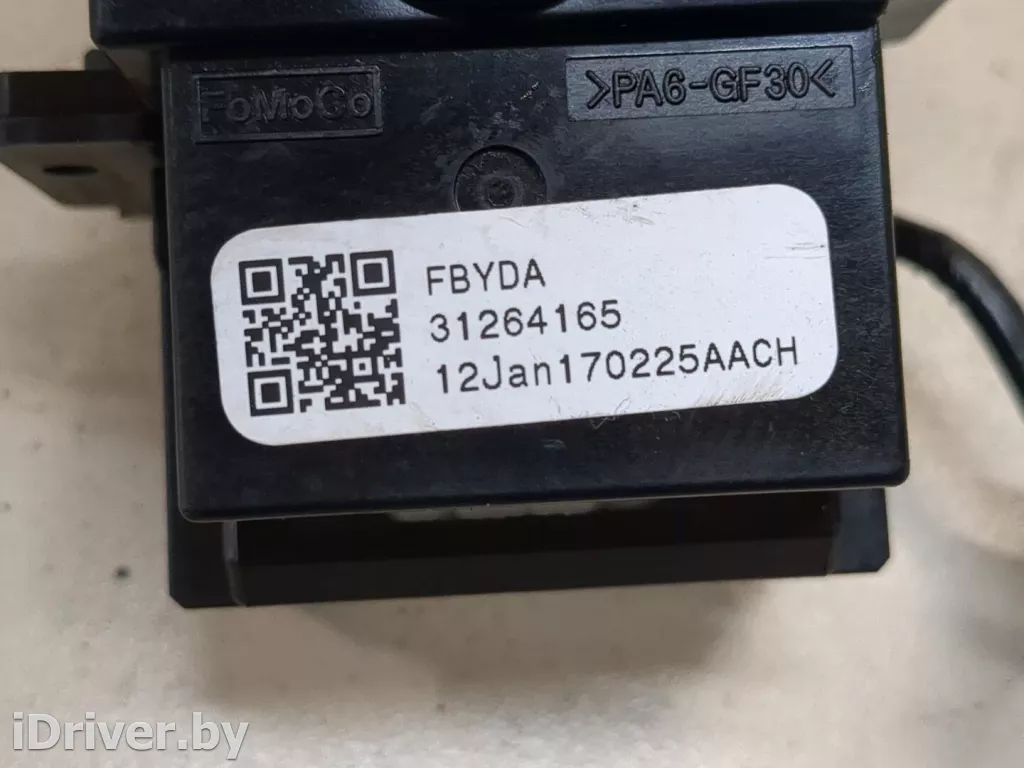 FoMoCo
>PA6-GF30<
FBYDA
31264165
12Jan170225AACH
iDriver.by